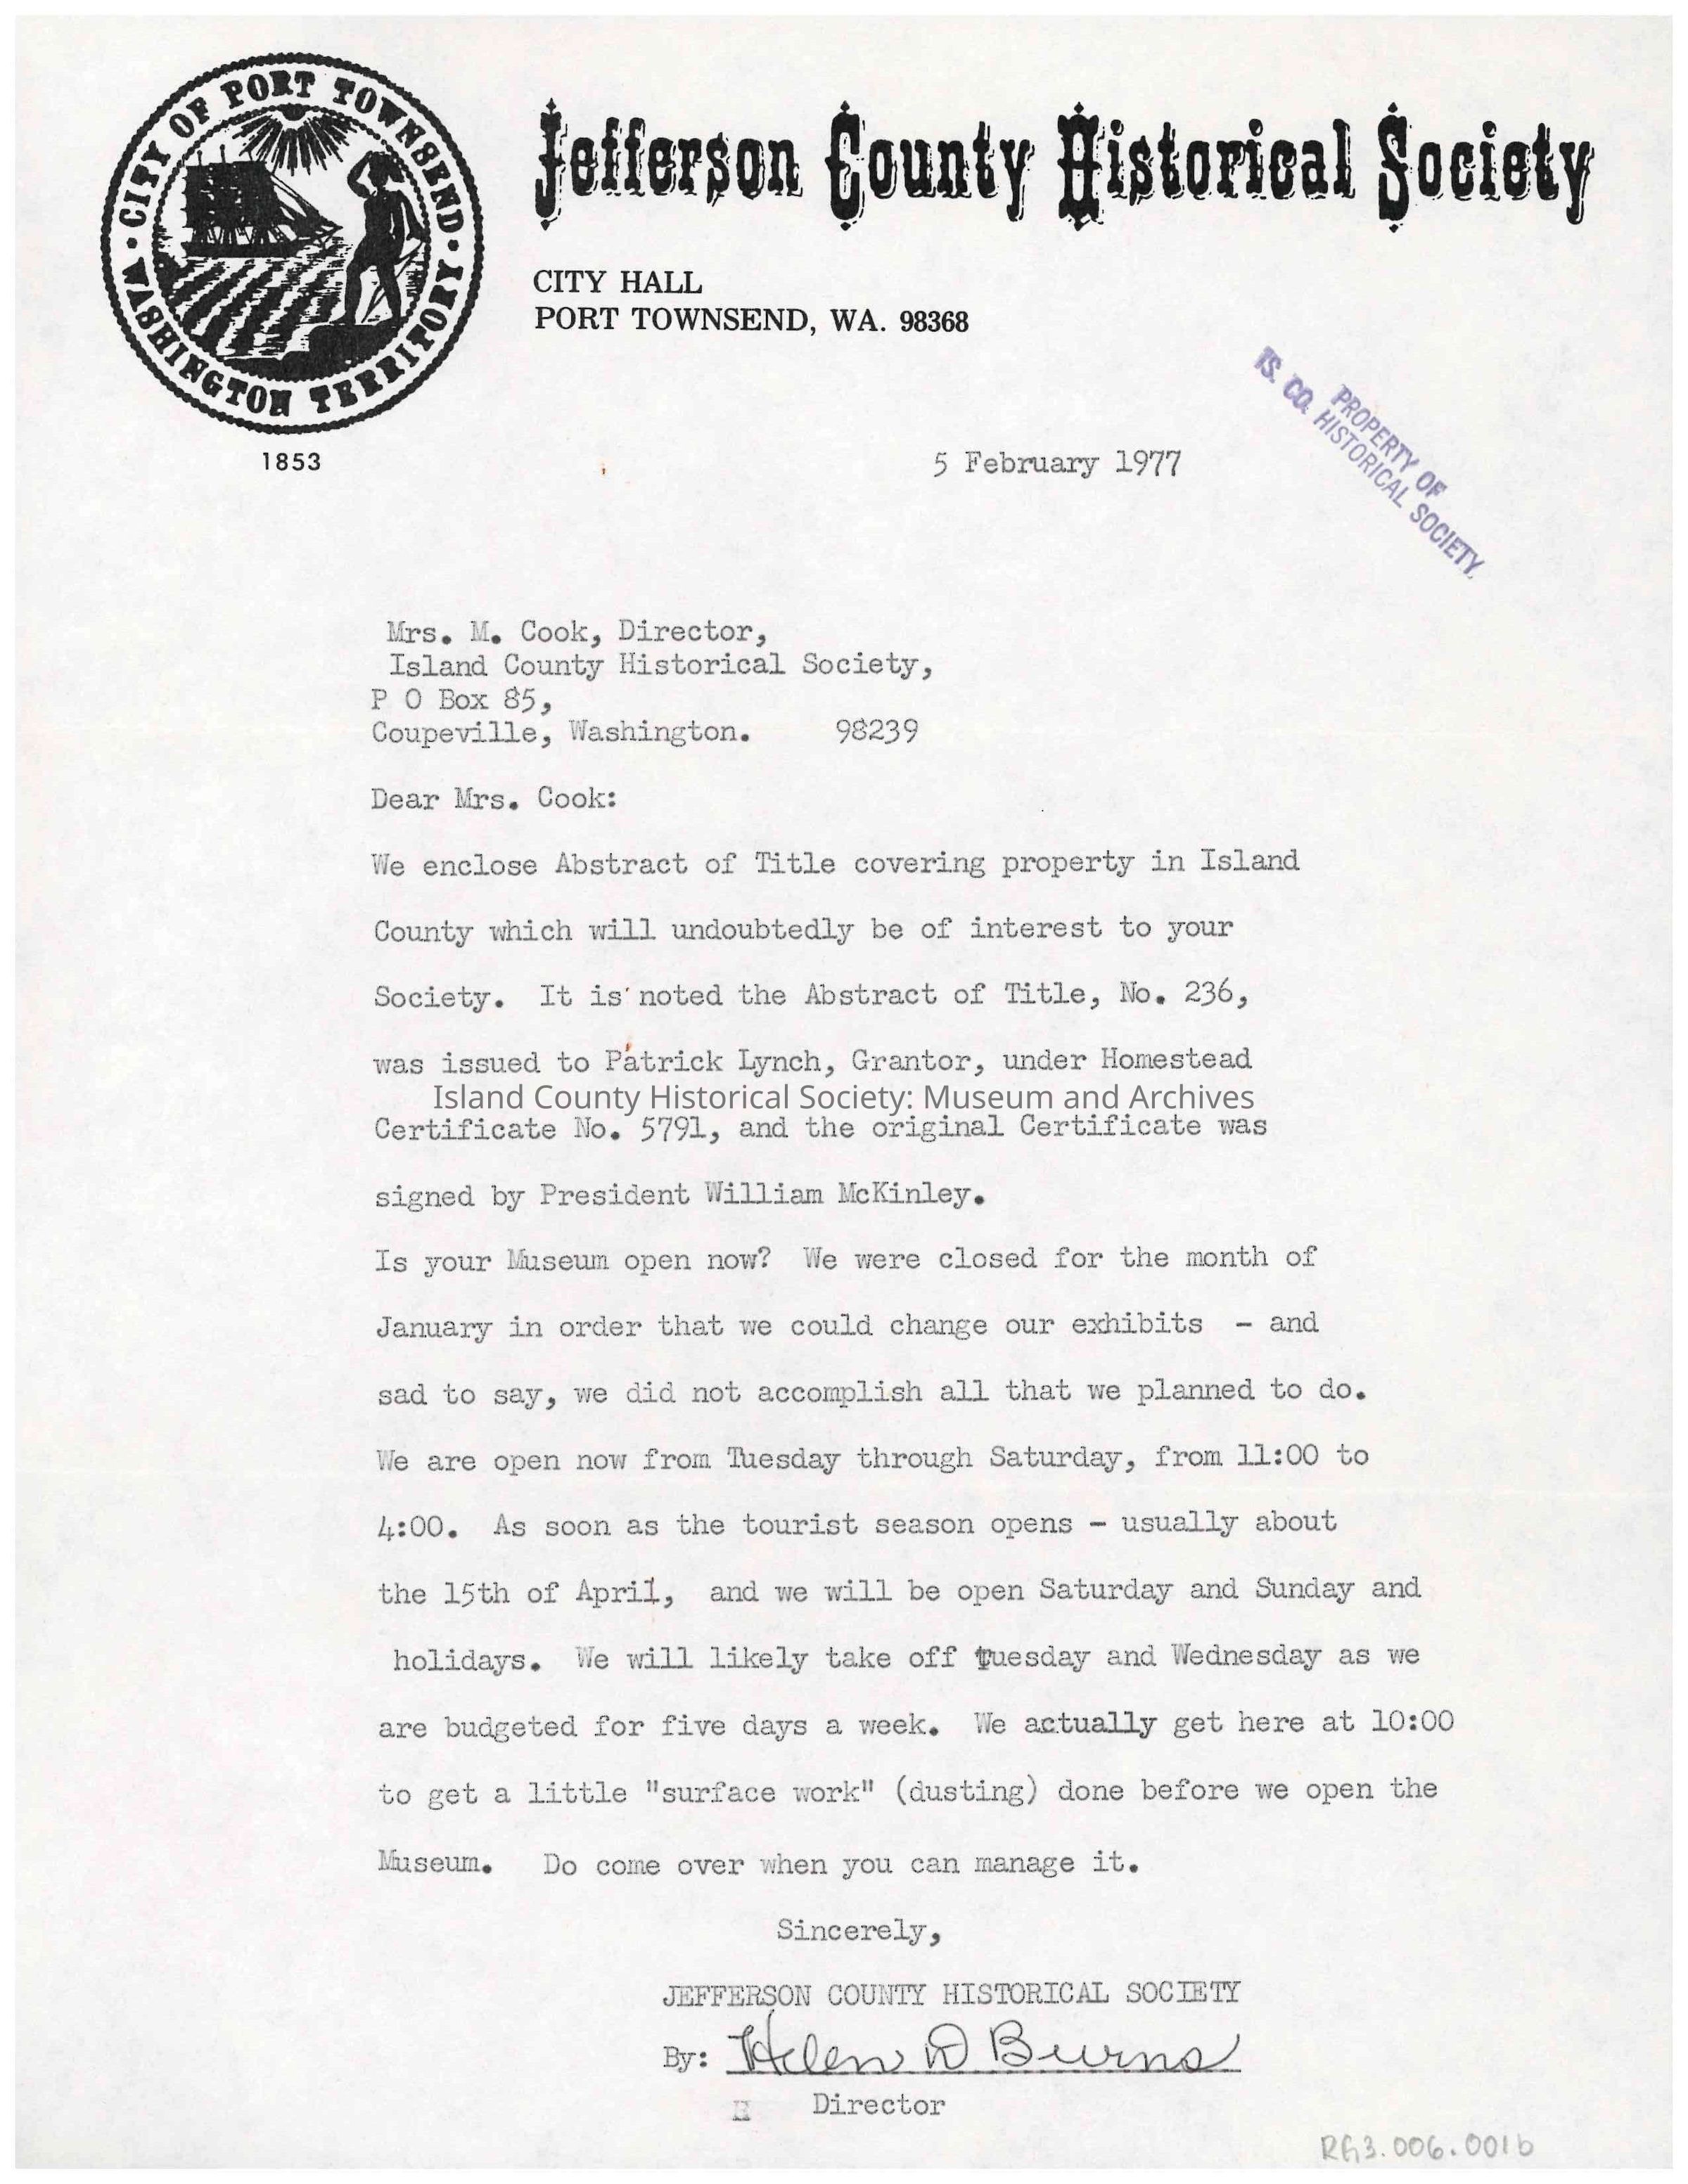 CITY OF PORT TOWNSEND · WASHINGTON TERRITORY ·
1853
Jefferson County Historical Society
CITY HALL
PORT TOWNSEND, WA. 98368
PROPERTY OF
IS. CO. HISTORICAL SOCIETY.
5 February 1977
Mrs. M. Cook, Director,
Island County Historical Society,
P O Box 85,
Coupeville, Washington. 98239
Dear Mrs. Cook:
We enclose Abstract of Title covering property in Island
County which will undoubtedly be of interest to your
Society. It is noted the Abstract of Title, No. 236,
was issued to Patrick Lynch, Grantor, under Homestead
Island County Historical Society: Museum and Archives
Certificate No. 5791, and the original Certificate was
signed by President William McKinley.
Is your Museum open now? We were closed for the month of
January in order that we could change our exhibits - and
sad to say, we did not accomplish all that we planned to do.
We are open now from Tuesday through Saturday, from 11:00 to
4:00. As soon as the tourist season opens - usually about
the 15th of April, and we will be open Saturday and Sunday and
holidays. We will likely take off tuesday and Wednesday as we
are budgeted for five days a week. We actually get here at 10:00
to get a little "surface work" (dusting) done before we open the
Museum. Do come over when you can manage it.
Sincerely,
JEFFERSON COUNTY HISTORICAL SOCIETY
By: Helen D Burns
H Director
RG3.006.001b